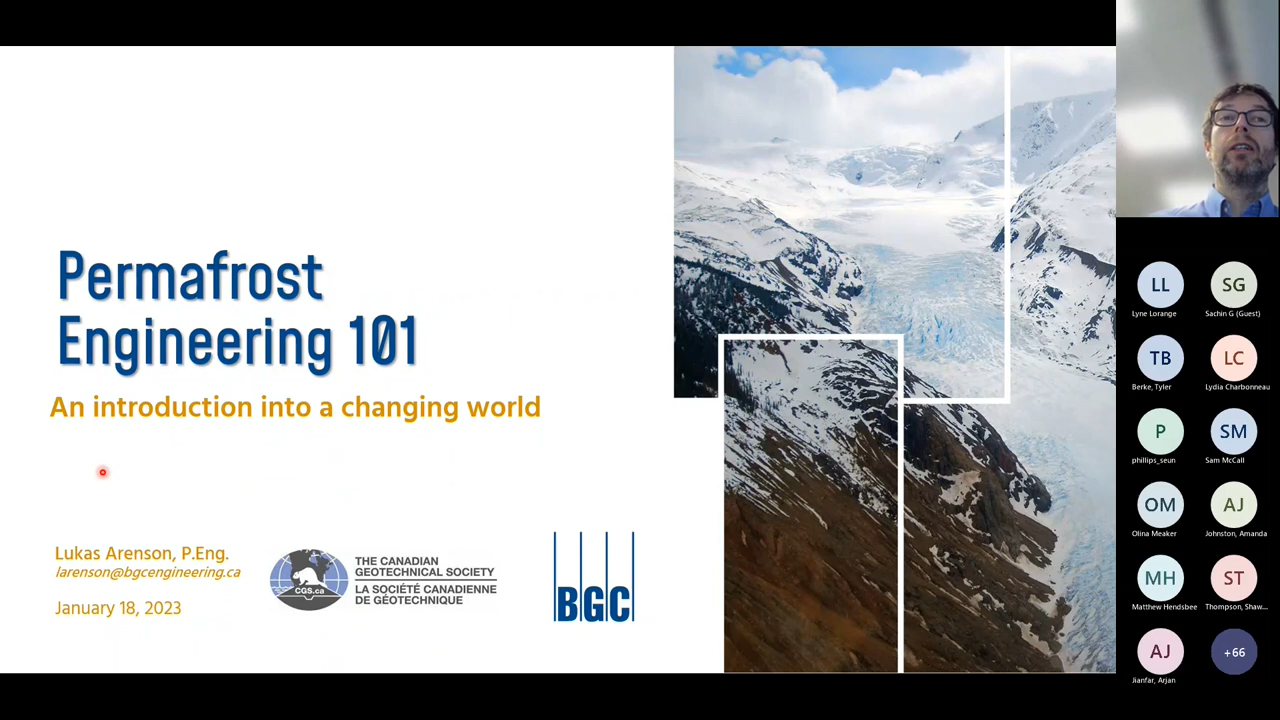 Permafrost
Engineering 101
An introduction into a changing world
Lukas Arenson, P.Eng.
larenson@bgcengineering.ca
January 18, 2023
CGS.ca
THE CANADIAN
GEOTECHNICAL SOCIETY
LA SOCIÉTÉ CANADIENNE
DE GÉOTECHNIQUE
BGC
LL
SG
Lyne Lorange
Sachin G (Guest)
TB
LC
Berke, Tyler
Lydia Charbonneau
P
SM
phillips_seun
Sam McCall
OM
AJ
Olina Meaker
Johnston, Amanda
MH
ST
Matthew Hendsbee
Thompson, Shaw...
AJ
+66
Jianfar, Arjan